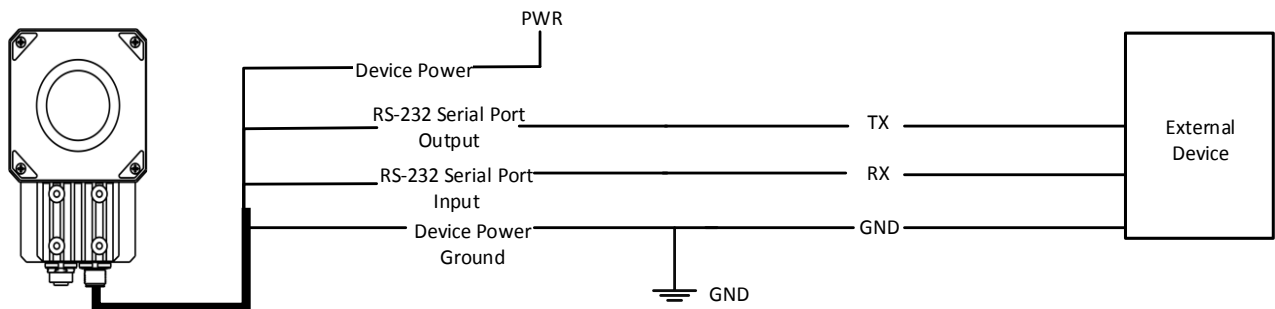 PWR
Device Power
RS-232 Serial Port
Output
TX
RS-232 Serial Port
Input
RX
Device Power
Ground
GND
GND
External
Device